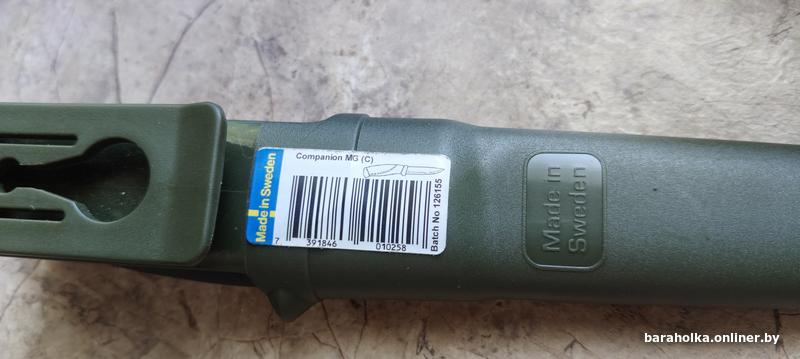 Companion MG (C)
Made in Sweden
7 391846 010258
Batch No 126155
Made in
Sweden
baraholka.onliner.by